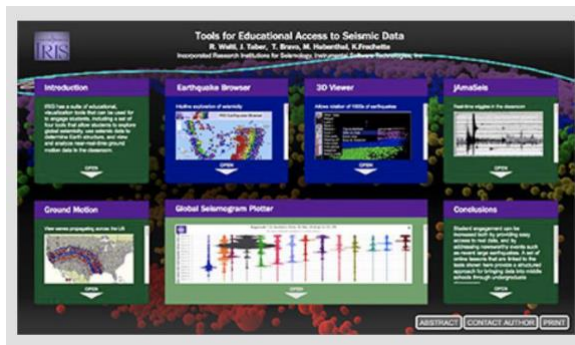 IRIS
Tools for Educational Access to Seismic Data
R. Welti, J. Taber, T. Bravo, M. Hubenthal, K.Frechette
Incorporated Research Institutions for Seismology, Instrumental Software Technologies, Inc
Introduction
IRIS has a suite of educational,
visualization tools that can be used
to engage students, including a set
of four tools that allow students to explore
global seismicity, use seismic data to
determine Earth structure, and view
and analyze near-real-time ground
motion data in the classroom.
OPEN
Earthquake Browser
Intuitive exploration of seismicity
IRIS Earthquake Browser
OPEN
3D Viewer
Allows rotation of 1000s of earthquakes
OPEN
jAmaSeis
Real-time wiggles in the classroom
OPEN
Ground Motion
View waves propagating across the US
OPEN
Global Seismogram Plotter
OPEN
Conclusions
Student engagement can be
increased both by providing easy
access to real data, and by
addressing newsworthy events such
as recent large earthquakes. A set of
online lessons that are linked to the
tools shown here provide a structured
approach for bringing data into middle
schools through undergraduate
OPEN
ABSTRACT
CONTACT AUTHOR
PRINT